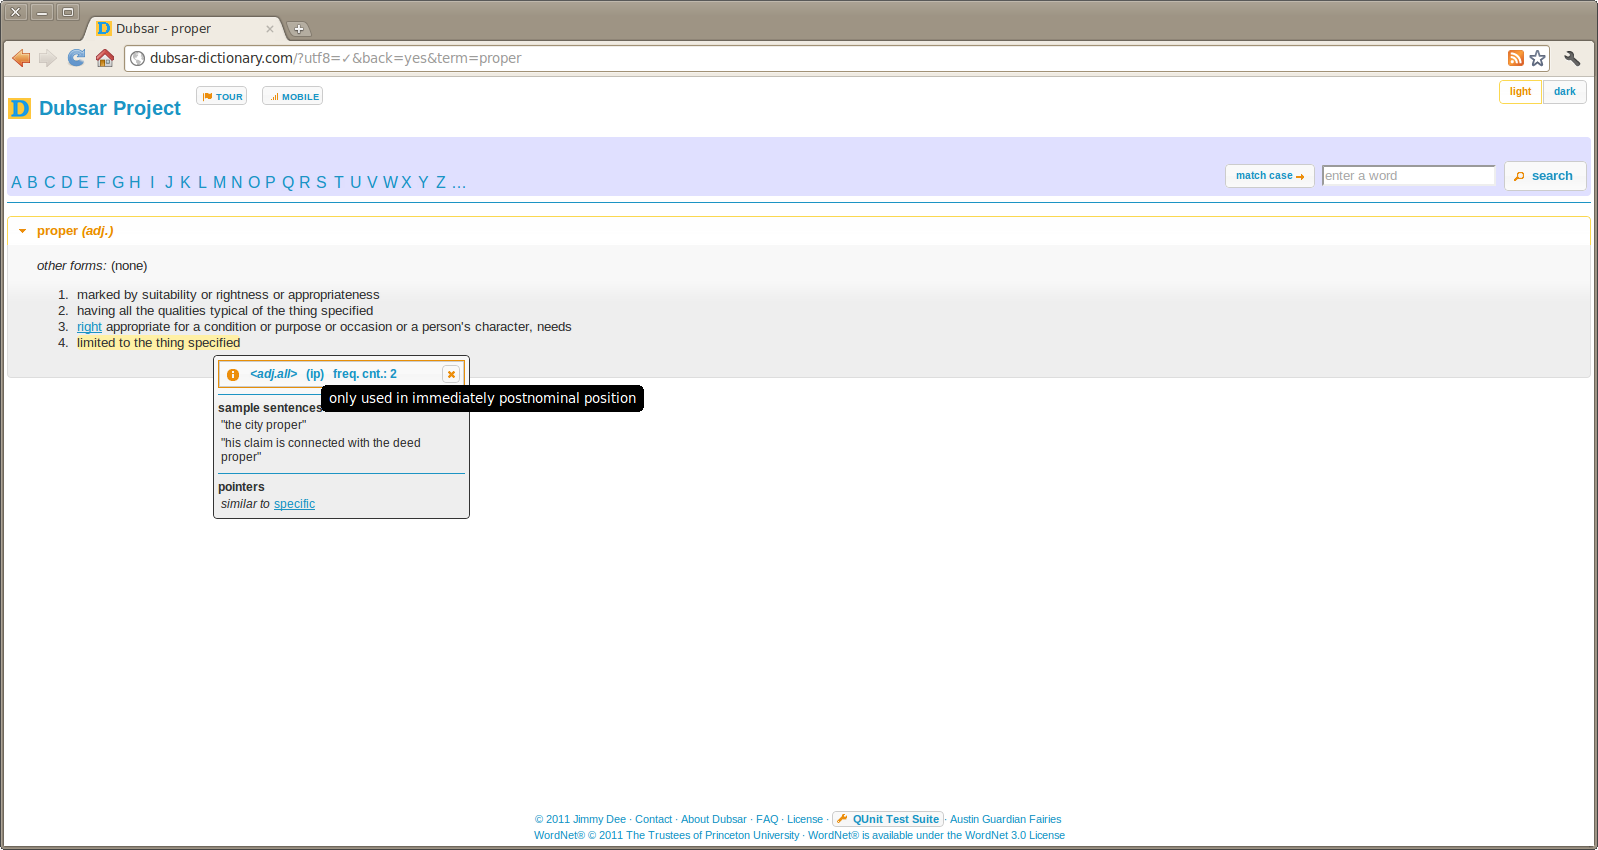 Dubsar - proper
dubsar-dictionary.com/?utf8=✓&back=yes&term=proper
D Dubsar Project
TOUR
MOBILE
light
dark
A B C D E F G H I J K L M N O P Q R S T U V W X Y Z ...
match case
enter a word
search
proper (adj.)
other forms: (none)
1. marked by suitability or rightness or appropriateness
2. having all the qualities typical of the thing specified
3. right appropriate for a condition or purpose or occasion or a person's character, needs
4. limited to the thing specified
<adj.all> (ip) freq. cnt.: 2
only used in immediately postnominal position
sample sentences
"the city proper"
"his claim is connected with the deed
proper"
pointers
similar to specific
© 2011 Jimmy Dee · Contact · About Dubsar · FAQ · License · QUnit Test Suite · Austin Guardian Fairies
WordNet® © 2011 The Trustees of Princeton University · WordNet® is available under the WordNet 3.0 License